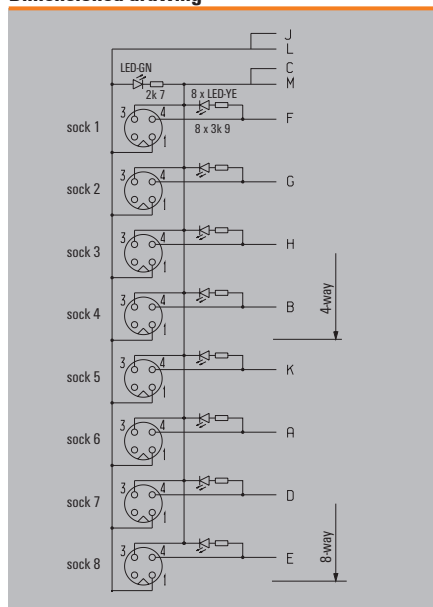 Dimensioned drawing
J
L
LED-GN
C
M
2k 7
8 x LED-YE
3 4
F
sock 1
8 x 3k 9
1
3 4
G
sock 2
1
3 4
H
sock 3
1
3 4
B
sock 4
4-way
1
3 4
K
sock 5
1
3 4
A
sock 6
1
3 4
D
sock 7
1
3 4
E
sock 8
8-way
1